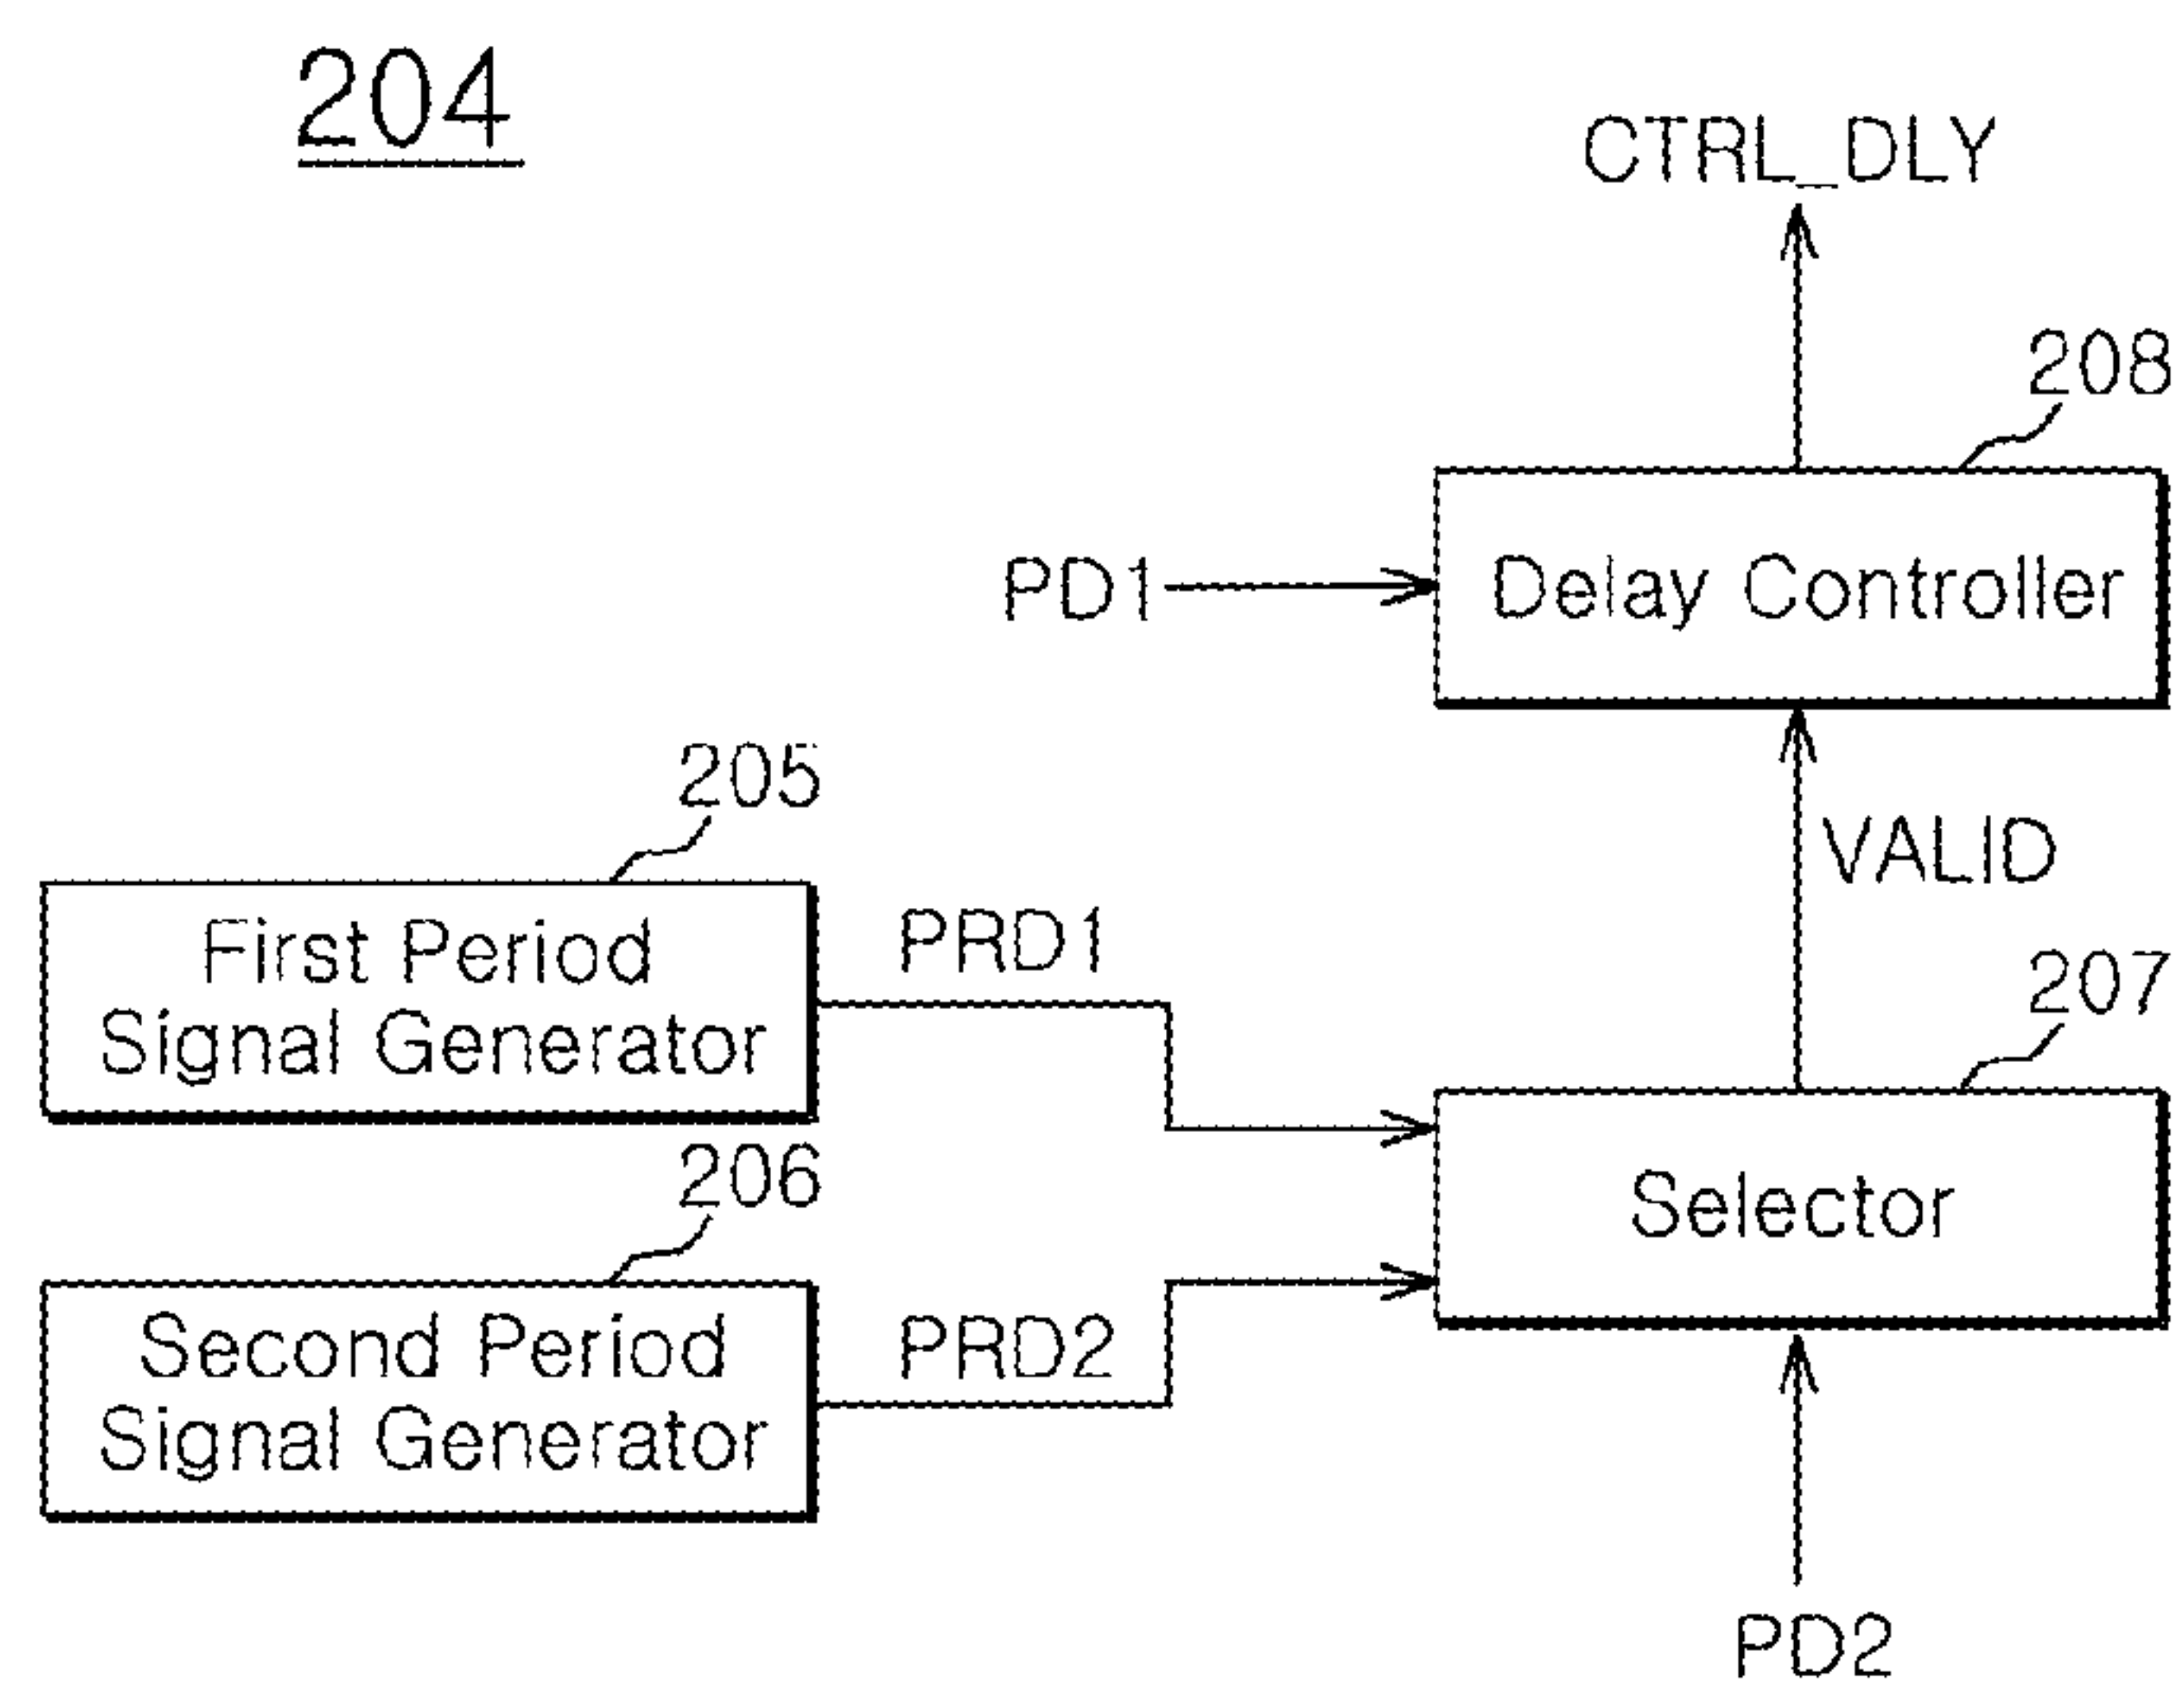 204
CTRL_DLY
208
PD1
Delay Controller
205
VALID
First Period
Signal Generator
PRD1
207
206
Selector
Second Period
Signal Generator
PRD2
PD2